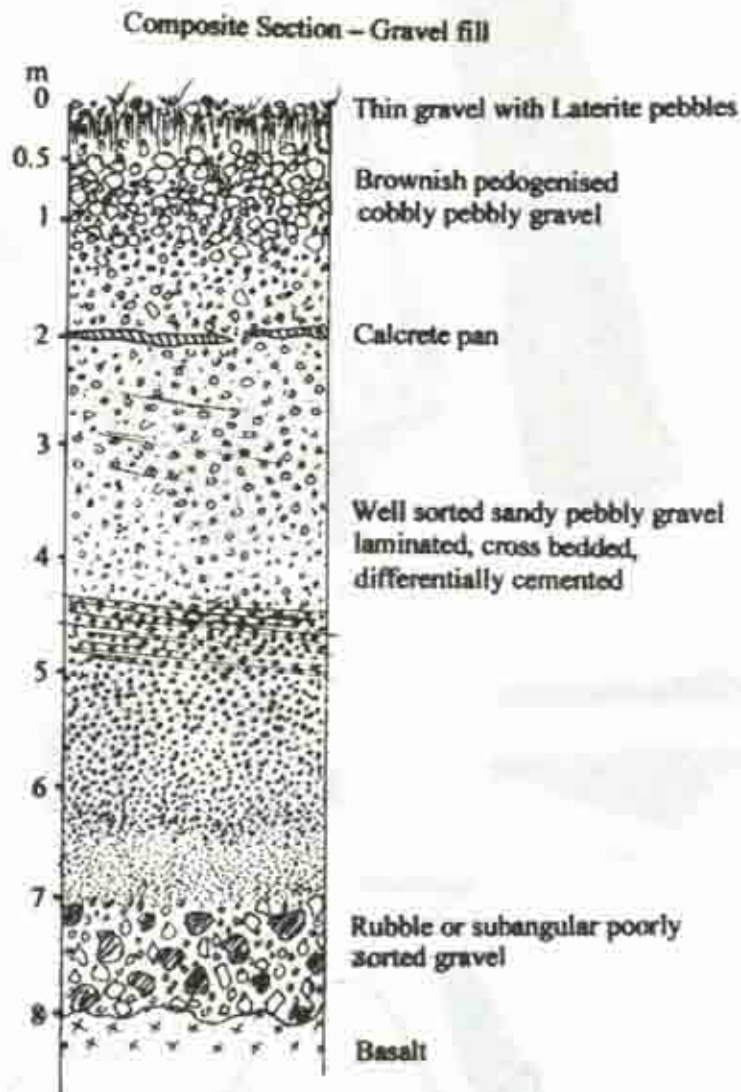 Composite Section – Gravel fill
m
0
Thin gravel with Laterite pebbles
0.5
Brownish pedogenised
cobbly pebbly gravel
1
2
Calcrete pan
3
Well sorted sandy pebbly gravel
laminated, cross bedded,
differentially cemented
4
5
6
7
Rubble or subangular poorly
sorted gravel
8
Basalt